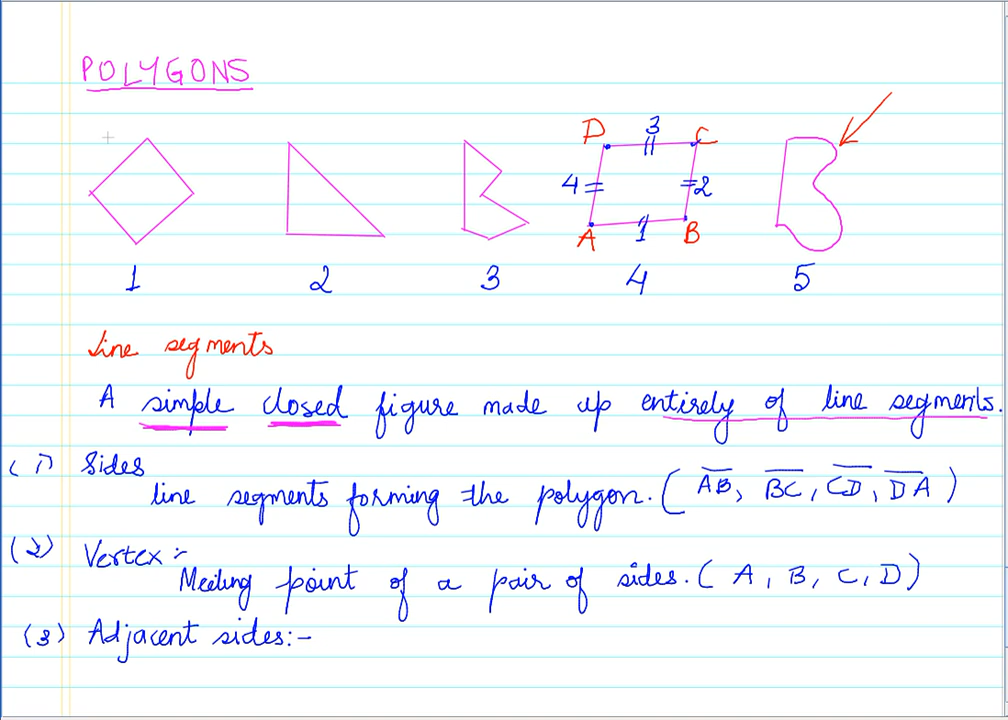 POLYGONS
D 3 C
4 2
A 1 B
1 2 3 4 5
Line segments
A simple closed figure made up entirely of line segments.
(1) Sides
line segments forming the polygon. ( AB, BC, CD, DA )
(2) Vertex :-
Meeting point of a pair of sides. ( A, B, C, D )
(3) Adjacent sides:-